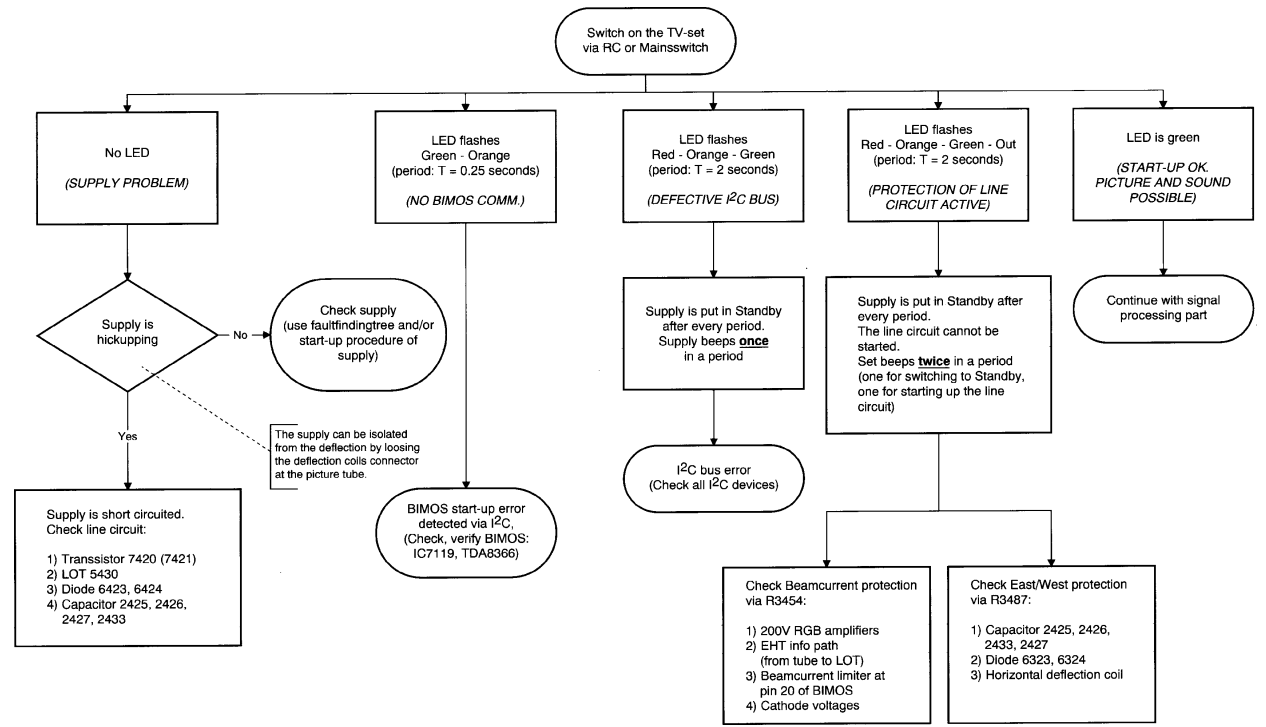 Switch on the TV-set
via RC or Mainsswitch
No LED
(SUPPLY PROBLEM)
LED flashes
Green - Orange
(period: T = 0.25 seconds)
(NO BIMOS COMM.)
LED flashes
Red - Orange - Green
(period: T = 2 seconds)
(DEFECTIVE I²C BUS)
LED flashes
Red - Orange - Green - Out
(period: T = 2 seconds)
(PROTECTION OF LINE
CIRCUIT ACTIVE)
LED is green
(START-UP OK.
PICTURE AND SOUND
POSSIBLE)
Supply is
hickupping
No
Check supply
(use faultfindingtree and/or
start-up procedure of
supply)
Supply is put in Standby
after every period.
Supply beeps once
in a period
Supply is put in Standby after
every period.
The line circuit cannot be
started.
Set beeps twice in a period
(one for switching to Standby,
one for starting up the line
circuit)
Continue with signal
processing part
Yes
The supply can be isolated
from the deflection by loosing
the deflection coils connector
at the picture tube.
I²C bus error
(Check all I²C devices)
Supply is short circuited.
Check line circuit:
1) Transsistor 7420 (7421)
2) LOT 5430
3) Diode 6423, 6424
4) Capacitor 2425, 2426,
2427, 2433
BIMOS start-up error
detected via I²C,
(Check, verify BIMOS:
IC7119, TDA8366)
Check Beamcurrent protection
via R3454:
1) 200V RGB amplifiers
2) EHT info path
(from tube to LOT)
3) Beamcurrent limiter at
pin 20 of BIMOS
4) Cathode voltages
Check East/West protection
via R3487:
1) Capacitor 2425, 2426,
2433, 2427
2) Diode 6323, 6324
3) Horizontal deflection coil